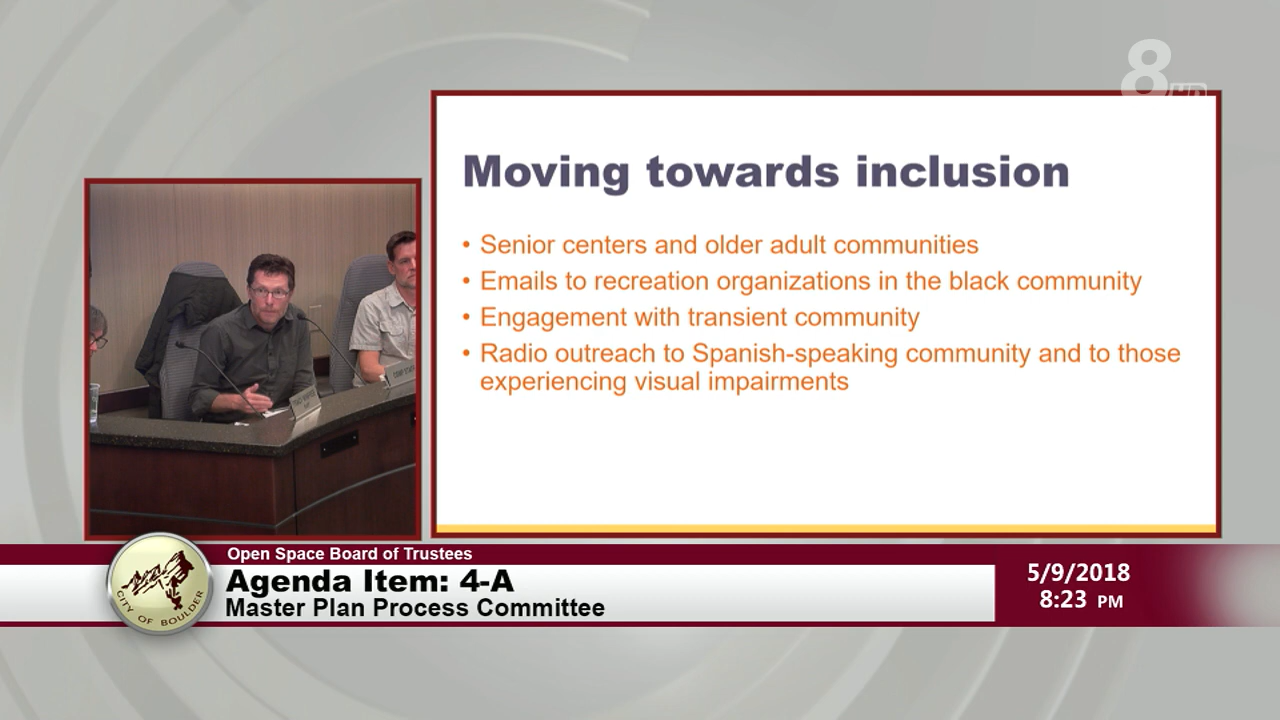 8 HD
Moving towards inclusion
• Senior centers and older adult communities
• Emails to recreation organizations in the black community
• Engagement with transient community
• Radio outreach to Spanish-speaking community and to those
experiencing visual impairments
Open Space Board of Trustees
Agenda Item: 4-A
Master Plan Process Committee
CITY OF BOULDER
5/9/2018
8:23 PM